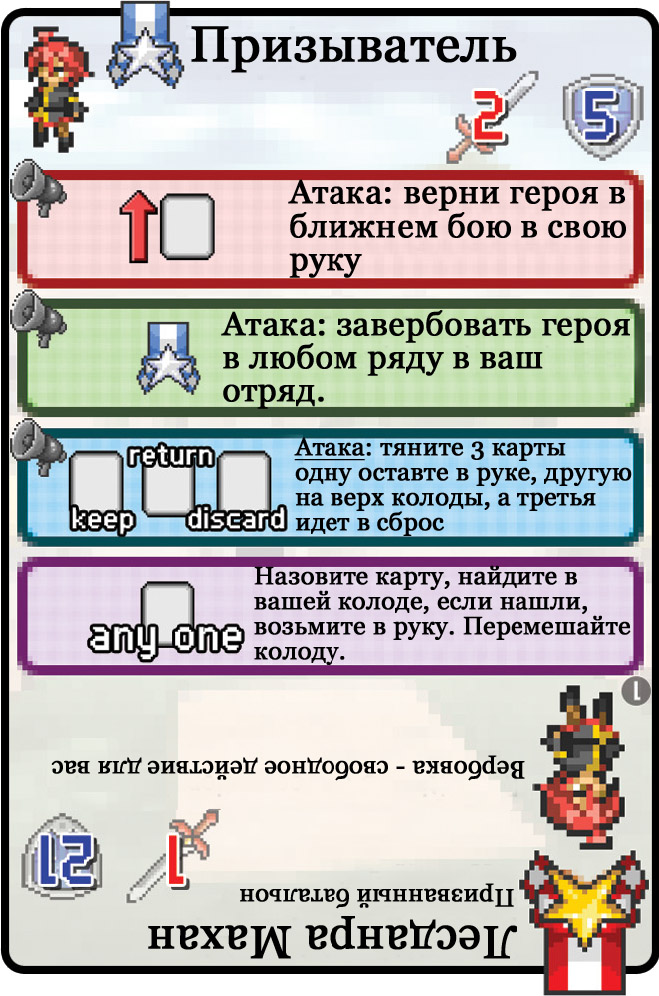 Призыватель
2 5
Атака: верни героя в
ближнем бою в свою
руку
Атака: завербовать героя
в любом ряду в ваш
отряд.
return
keep discard
Атака: тяните 3 карты
одну оставте в руке, другую
на верх колоды, а третья
идет в сброс
any one
Назовите карту, найдите в
вашей колоде, если нашли,
возьмите в руку. Перемешайте
колоду.
1
Лесданра Махан
Призванный батальон
1 12
Вербовка - свободное действие для вас